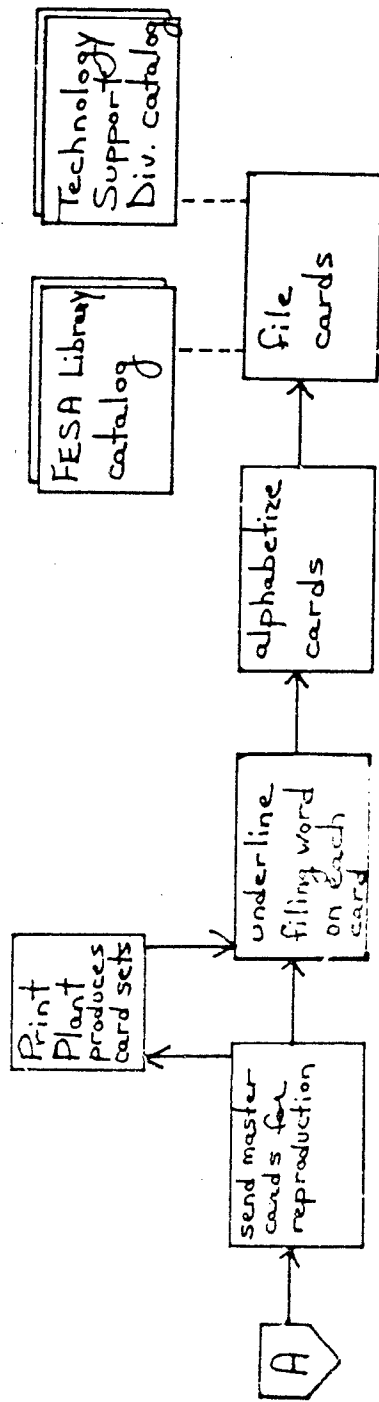 A
send master
cards for
reproduction
Print
Plant
produces
card sets
underline
filing word
on each
card
alphabetize
cards
file
cards
FESA Library
catalog
Technology
Support
Div. catalog